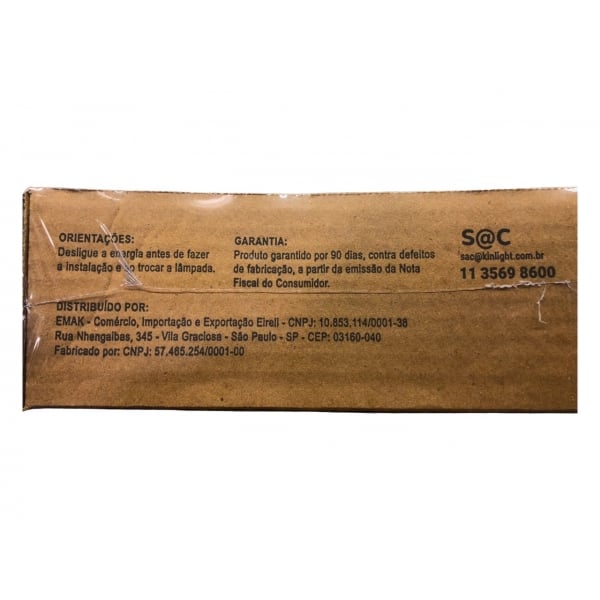 ORIENTAÇÕES:
Desligue a energia antes de fazer
a instalação e ao trocar a lâmpada.
GARANTIA:
Produto garantido por 90 dias, contra defeitos
de fabricação, a partir da emissão da Nota
Fiscal do Consumidor.
S@C
sac@kinlight.com.br
11 3569 8600
DISTRIBUÍDO POR:
EMAK - Comércio, Importação e Exportação Eireli - CNPJ: 10.853.114/0001-38
Rua Nhengaíbas, 345 - Vila Graciosa - São Paulo - SP - CEP: 03160-040
Fabricado por: CNPJ: 57.465.254/0001-00